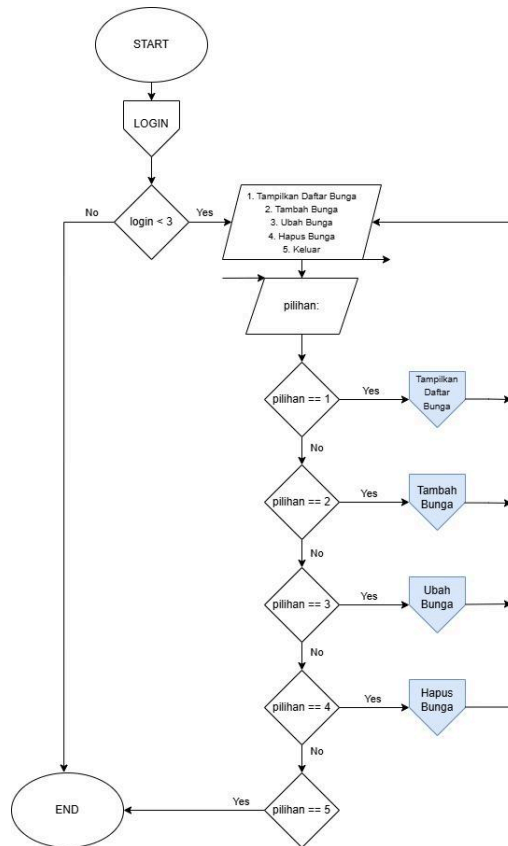 START
LOGIN
No
login < 3
Yes
1. Tampilkan Daftar Bunga
2. Tambah Bunga
3. Ubah Bunga
4. Hapus Bunga
5. Keluar
pilihan:
pilihan == 1
Yes
Tampilkan
Daftar
Bunga
No
pilihan == 2
Yes
Tambah
Bunga
No
pilihan == 3
Yes
Ubah
Bunga
No
pilihan == 4
Yes
Hapus
Bunga
No
END
Yes
pilihan == 5